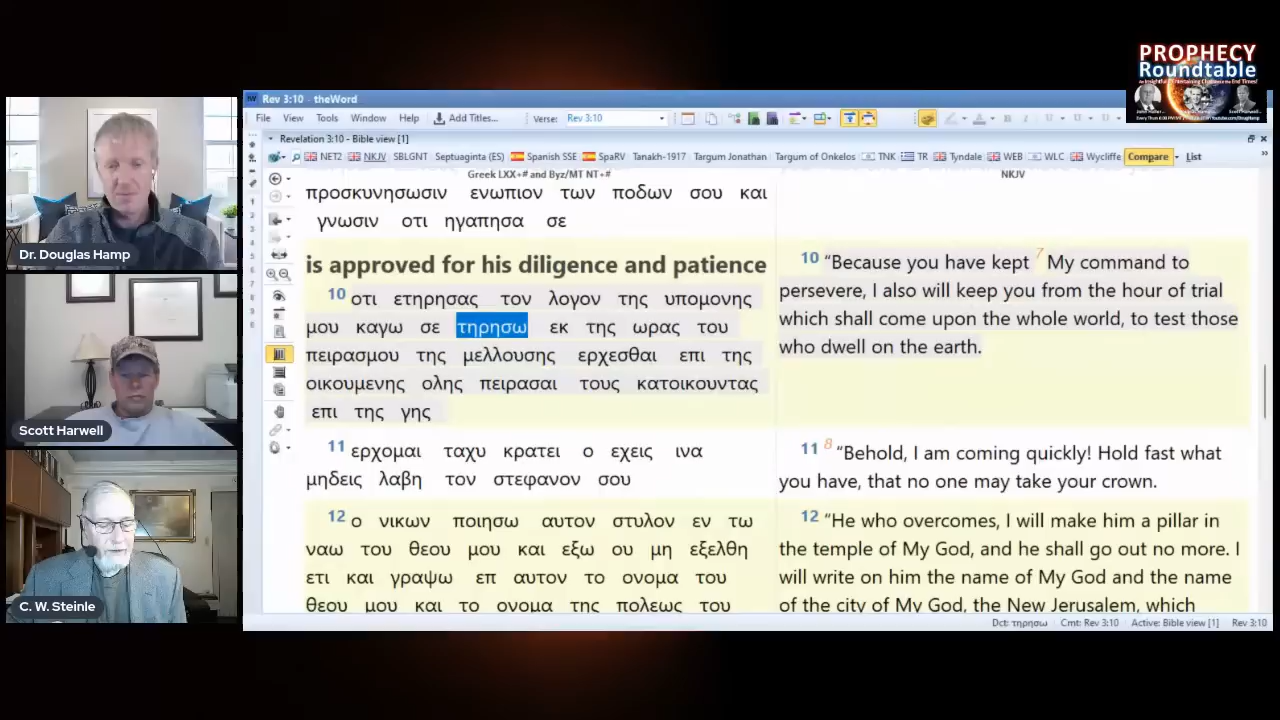 PROPHECY
Roundtable
Dr. Douglas Hamp
Scott Harwell
C. W. Steinle
Rev 3:10 - theWord
File View Tools Window Help Add Titles... Verse: Rev 3:10
Revelation 3:10 - Bible view [1]
NET2 NKJV SBLGNT Septuaginta (ES) Spanish SSE SpaRV Tanakh-1917 Targum Jonathan Targum of Onkelos TNK TR Tyndale WEB WLC Wycliffe Compare List
Greek LXX+# and Byz/MT NT+#
προσκυνησωσιν ενωπιον των ποδων σου και
γνωσιν οτι ηγαπησα σε
is approved for his diligence and patience
10 οτι ετηρησας τον λογον της υπομονης
μου καγω σε τηρησω εκ της ωρας του
πειρασμου της μελλουσης ερχεσθαι επι της
οικουμενης ολης πειρασαι τους κατοικουντας
επι της γης
11 ερχομαι ταχυ κρατει ο εχεις ινα
μηδεις λαβη τον στεφανον σου
12 ο νικων ποιησω αυτον στυλον εν τω
ναω του θεου μου και εξω ου μη εξελθη
ετι και γραψω επ αυτον το ονομα του
θεου μου και το ονομα της πολεως του
NKJV
10 “Because you have kept 7 My command to
persevere, I also will keep you from the hour of trial
which shall come upon the whole world, to test those
who dwell on the earth.
11 8 “Behold, I am coming quickly! Hold fast what
you have, that no one may take your crown.
12 “He who overcomes, I will make him a pillar in
the temple of My God, and he shall go out no more. I
will write on him the name of My God and the name
of the city of My God, the New Jerusalem, which
Dct: τηρησω Cmt: Rev 3:10 Active: Bible view [1] Rev 3:10